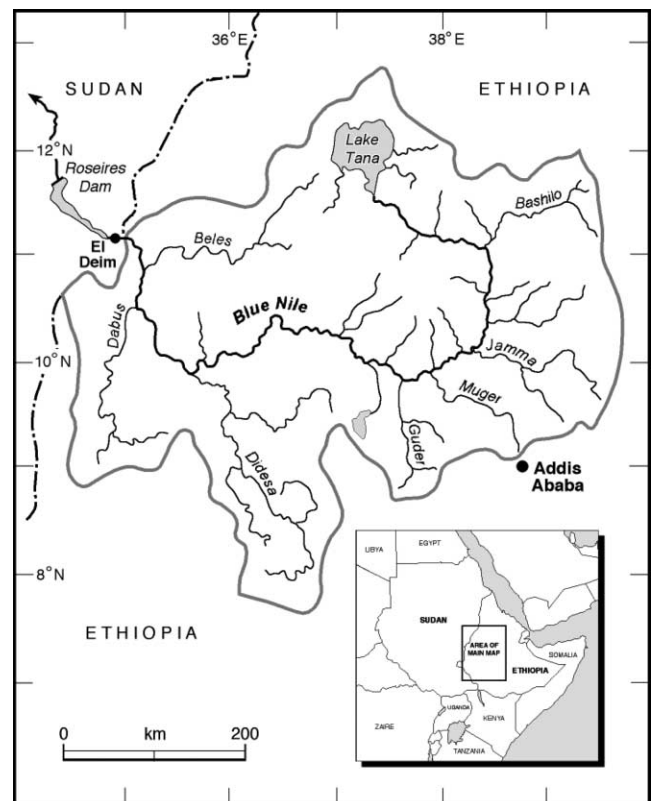 36°E
38°E
SUDAN
ETHIOPIA
12°N
Roseires
Dam
Lake
Tana
Bashilo
El
Deim
Beles
Blue Nile
Dabus
10°N
Jamma
Muger
Guder
Didesa
Addis
Ababa
8°N
ETHIOPIA
0
km
200
LIBYA
EGYPT
SUDAN
AREA OF
MAIN MAP
ETHIOPIA
SOMALIA
UGANDA
KENYA
ZAIRE
TANZANIA